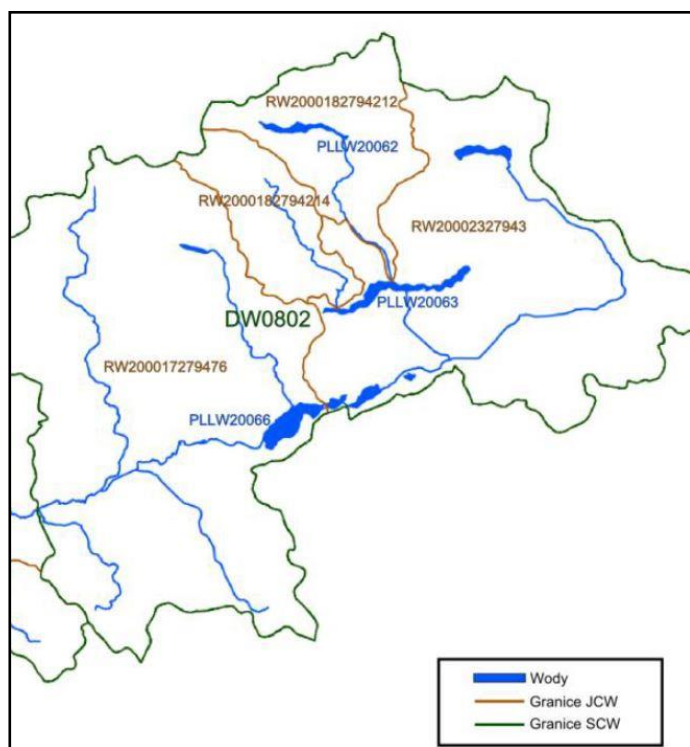 RW2000182794212
PLLW20062
RW2000182794214
RW20002327943
PLLW20063
DW0802
RW200017279476
PLLW20066
Wody
Granice JCW
Granice SCW